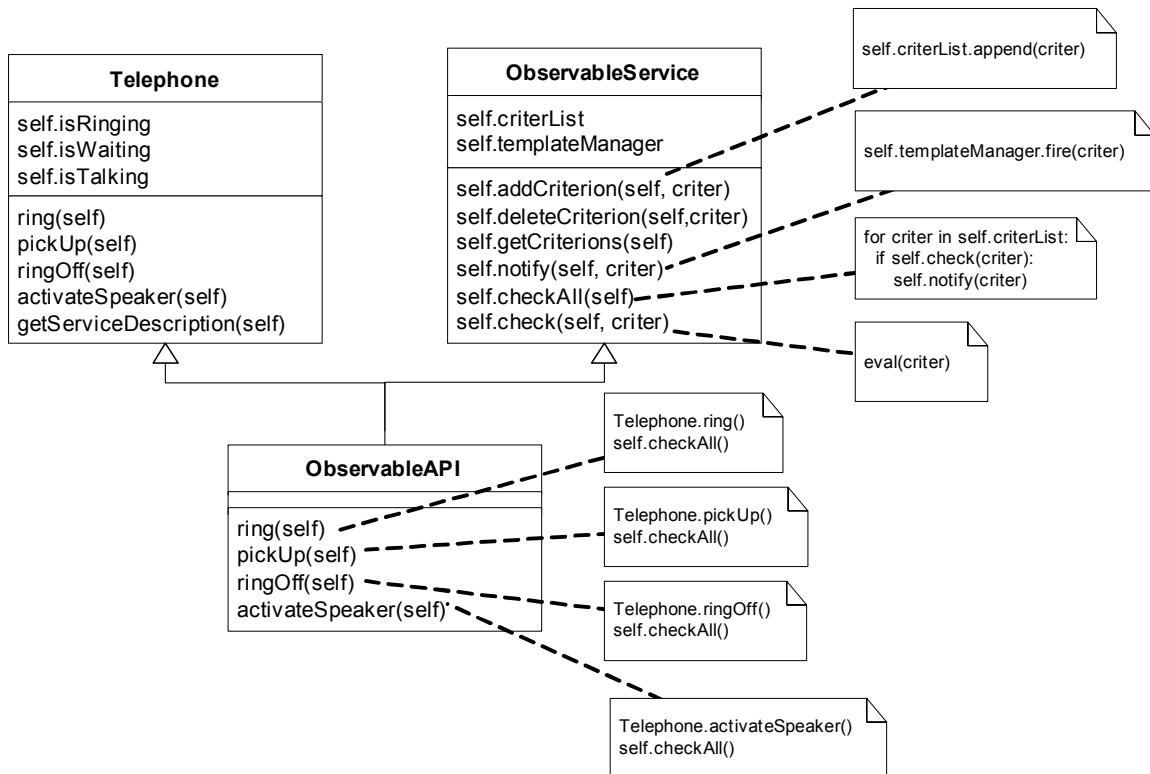 Telephone
self.isRinging
self.isWaiting
self.isTalking
ring(self)
pickUp(self)
ringOff(self)
activateSpeaker(self)
getServiceDescription(self)
ObservableService
self.criterList
self.templateManager
self.addCriterion(self, criter)
self.deleteCriterion(self,criter)
self.getCriterions(self)
self.notify(self, criter)
self.checkAll(self)
self.check(self, criter)
self.criterList.append(criter)
self.templateManager.fire(criter)
for criter in self.criterList:
if self.check(criter):
self.notify(criter)
eval(criter)
ObservableAPI
ring(self)
pickUp(self)
ringOff(self)
activateSpeaker(self)
Telephone.ring()
self.checkAll()
Telephone.pickUp()
self.checkAll()
Telephone.ringOff()
self.checkAll()
Telephone.activateSpeaker()
self.checkAll()